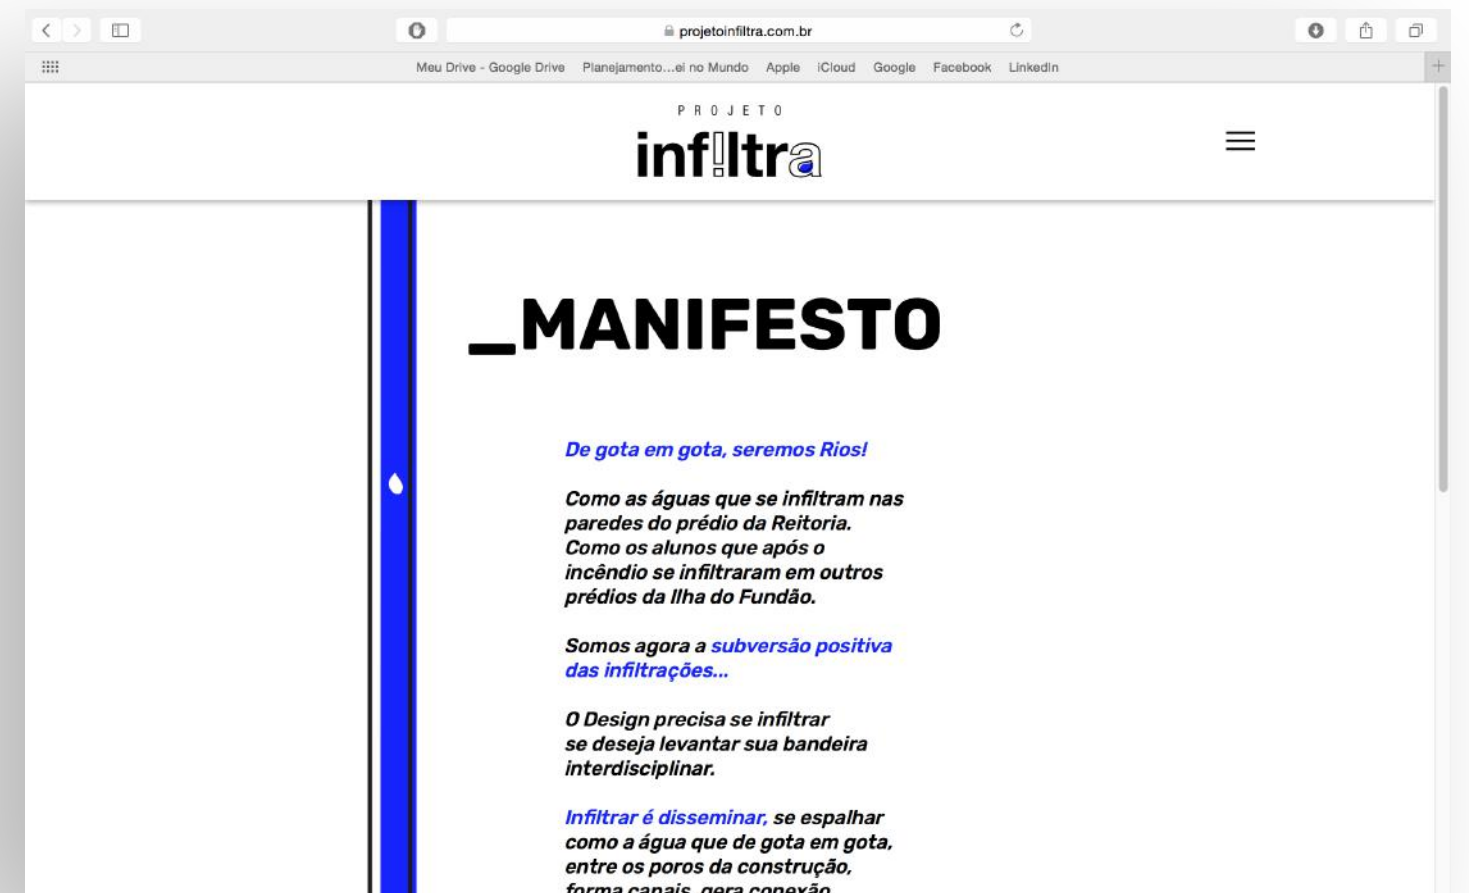 projetoinfiltra.com.br
Meu Drive - Google Drive Planejamento...ei no Mundo Apple iCloud Google Facebook LinkedIn
PROJETO
inf!ltra
_MANIFESTO
De gota em gota, seremos Rios!
Como as águas que se infiltram nas
paredes do prédio da Reitoria.
Como os alunos que após o
incêndio se infiltraram em outros
prédios da Ilha do Fundão.
Somos agora a subversão positiva
das infiltrações...
O Design precisa se infiltrar
se deseja levantar sua bandeira
interdisciplinar.
Infiltrar é disseminar, se espalhar
como a água que de gota em gota,
entre os poros da construção,
forma canais, gera conexão